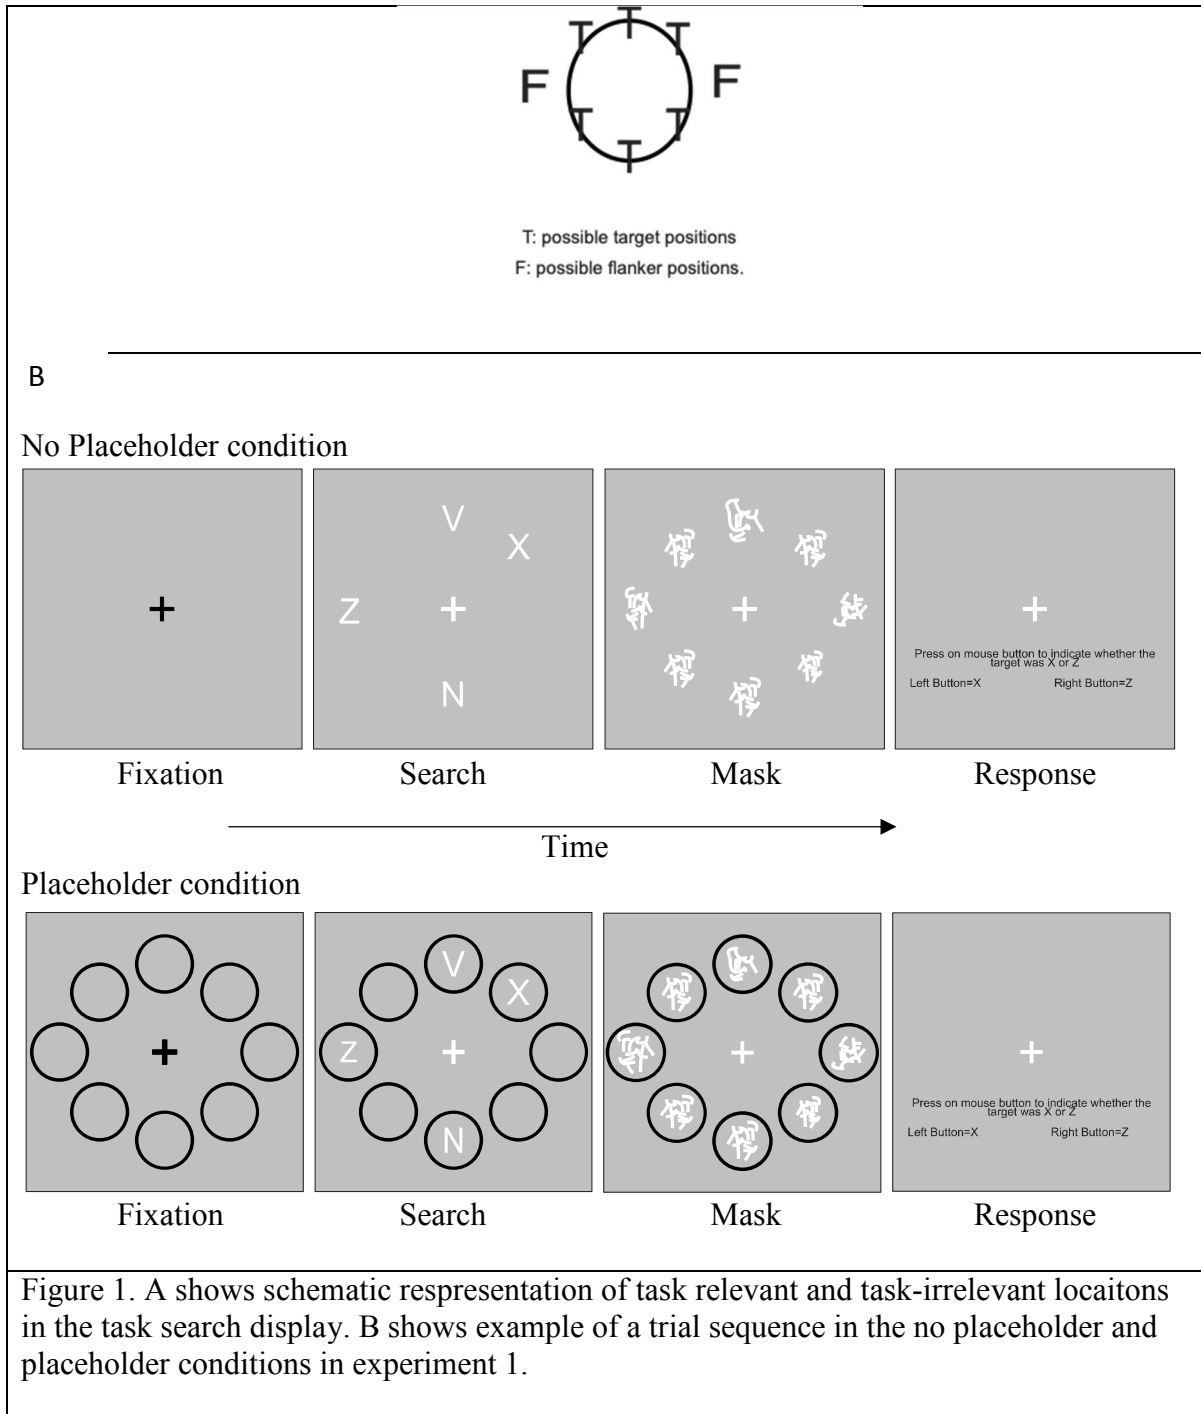 T T T
F F
T T
T
T: possible target positions
F: possible flanker positions.
B
No Placeholder condition
V
X
Z
N
Press on mouse button to indicate whether the
target was X or Z
Left Button=X Right Button=Z
Fixation Search Mask Response
Time
Placeholder condition
V
X
Z
N
Press on mouse button to indicate whether the
target was X or Z
Left Button=X Right Button=Z
Fixation Search Mask Response
Figure 1. A shows schematic respresentation of task relevant and task-irrelevant locaitons
in the task search display. B shows example of a trial sequence in the no placeholder and
placeholder conditions in experiment 1.